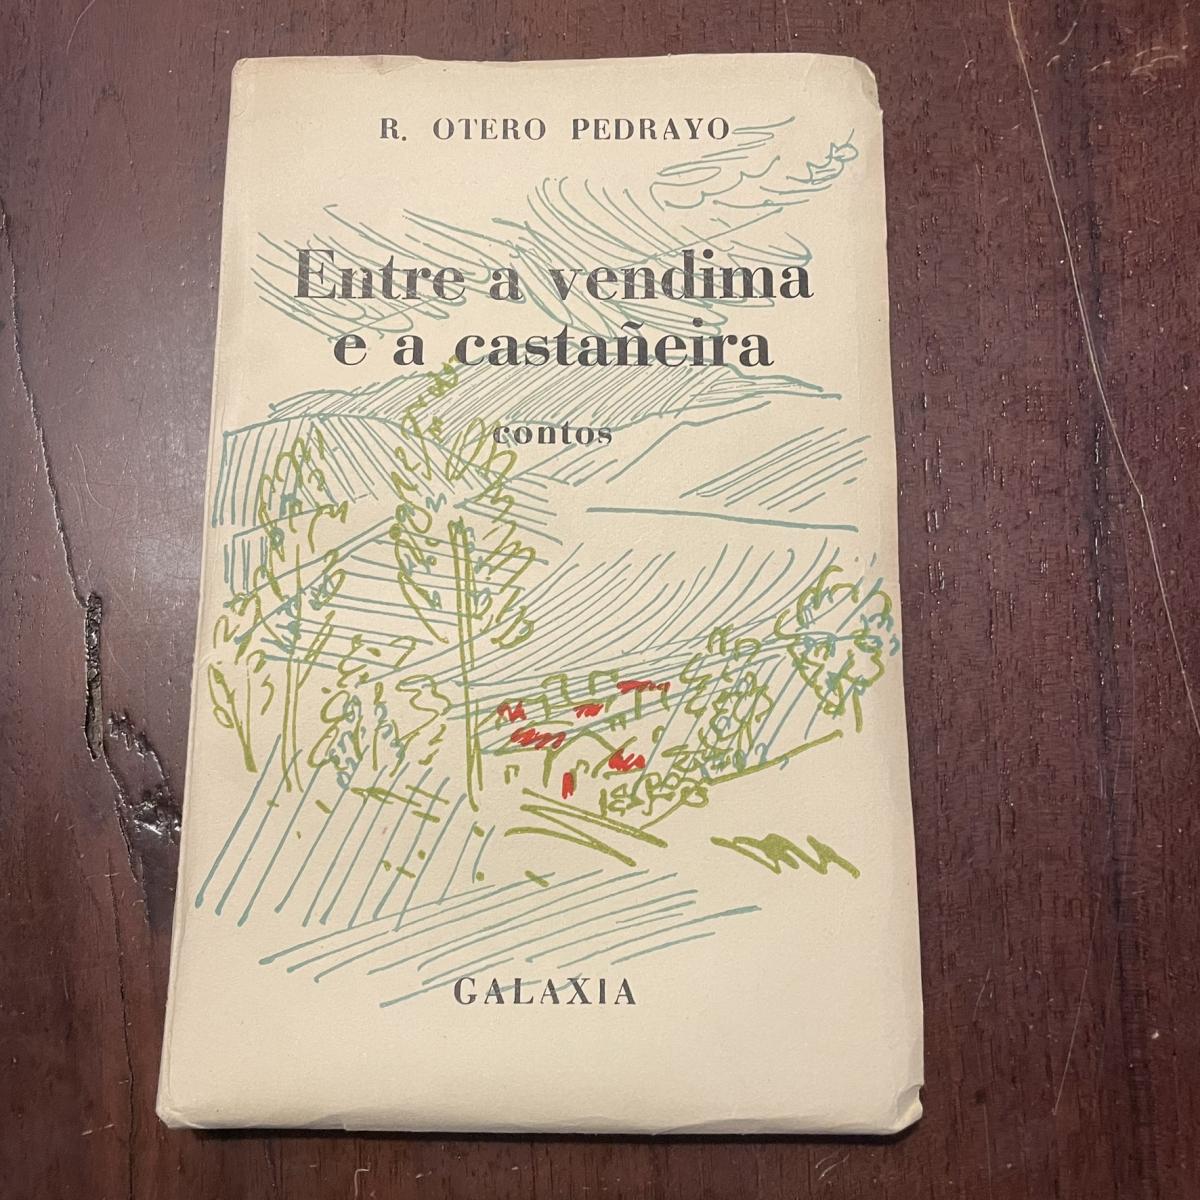 R. OTERO PEDRAYO
Entre a vendima
e a castañeira
contos
GALAXIA